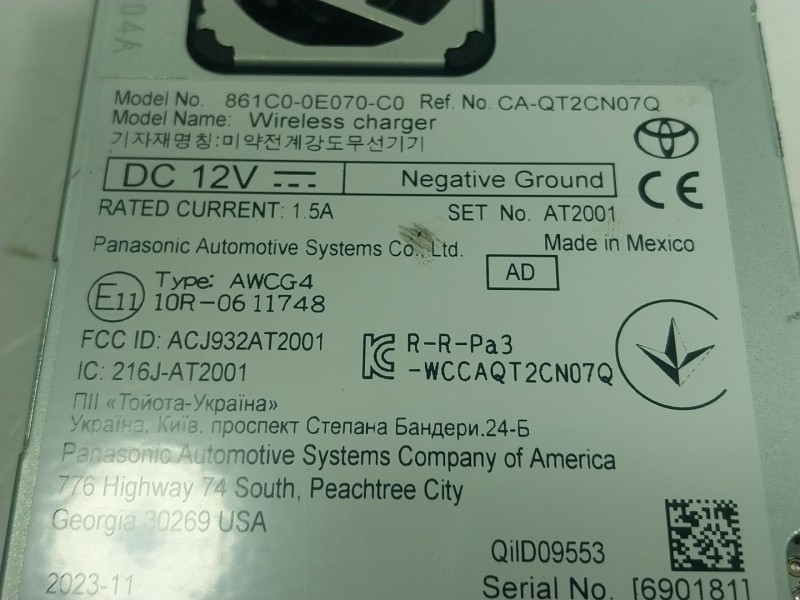 04A
Model No. 861C0-0E070-C0 Ref. No. CA-QT2CN07Q
Model Name: Wireless charger
기자재명칭:미약전계강도무선기기
DC 12V Negative Ground
CE
RATED CURRENT: 1.5A SET No. AT2001
Panasonic Automotive Systems Co., Ltd. Made in Mexico
AD
E11 Type: AWCG4
10R-06 11748
FCC ID: ACJ932AT2001
IC: 216J-AT2001
KC R-R-Pa3
-WCCAQT2CN07Q
ПІІ «Тойота-Україна»
Україна, Київ. проспект Степана Бандери.24-Б
Panasonic Automotive Systems Company of America
776 Highway 74 South, Peachtree City
Georgia 30269 USA
QiID09553
2023-11 Serial No. [690181]